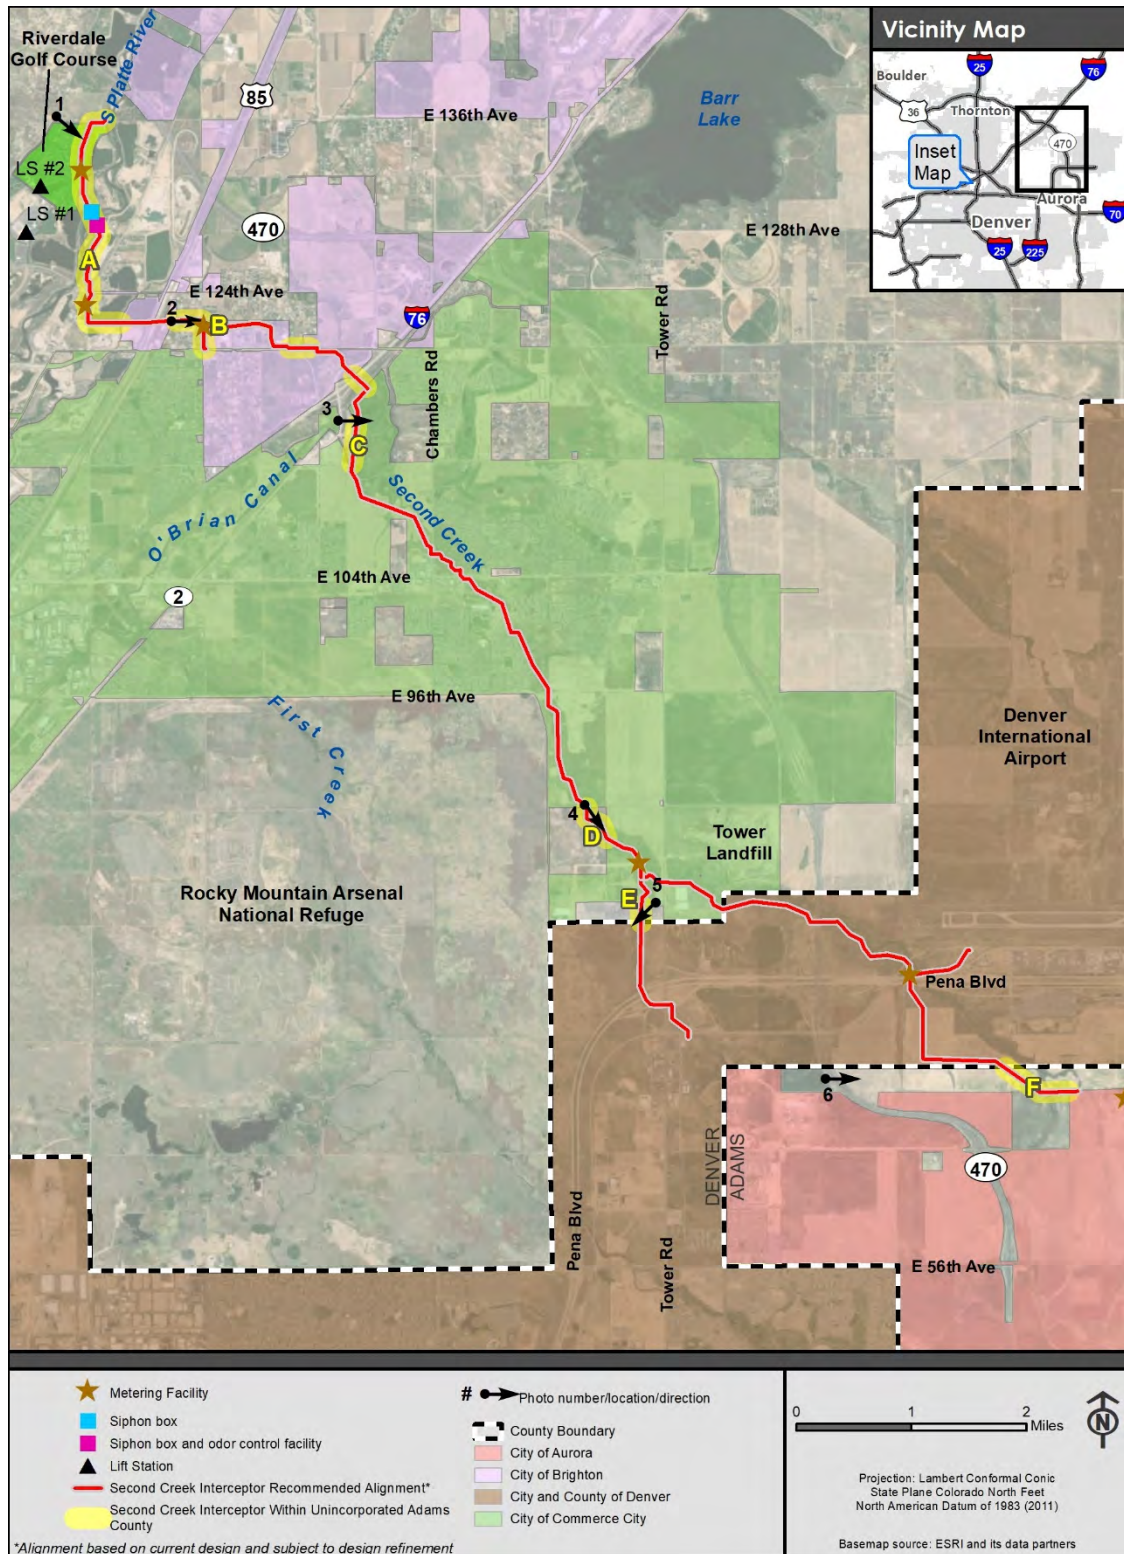 Riverdale
Golf Course
1
S Platte River
85
E 136th Ave
Barr
Lake
LS #2
LS #1
470
E 128th Ave
A
E 124th Ave
2
B
76
Chambers Rd
Tower Rd
3
C
O'Brian Canal
Second Creek
E 104th Ave
2
E 96th Ave
First Creek
Denver
International
Airport
4
D
Tower
Landfill
5
E
Rocky Mountain Arsenal
National Refuge
Pena Blvd
F
6
DENVER
ADAMS
470
Pena Blvd
Tower Rd
E 56th Ave
Vicinity Map
25
76
Boulder
36
Thornton
470
Inset
Map
Aurora
70
Denver
25
225
Metering Facility
Siphon box
Siphon box and odor control facility
Lift Station
Second Creek Interceptor Recommended Alignment*
Second Creek Interceptor Within Unincorporated Adams
County
*Alignment based on current design and subject to design refinement
# Photo number/location/direction
County Boundary
City of Aurora
City of Brighton
City and County of Denver
City of Commerce City
0 1 2
Miles
N
Projection: Lambert Conformal Conic
State Plane Colorado North Feet
North American Datum of 1983 (2011)
Basemap source: ESRI and its data partners